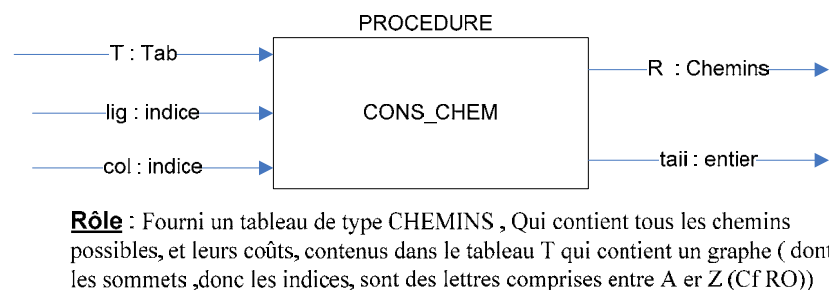 PROCEDURE
T : Tab
R : Chemins
lig : indice
CONS_CHEM
col : indice
taii : entier
Rôle : Fourni un tableau de type CHEMINS , Qui contient tous les chemins
possibles, et leurs coûts, contenus dans le tableau T qui contient un graphe ( dont
les sommets ,donc les indices, sont des lettres comprises entre A er Z (Cf RO))